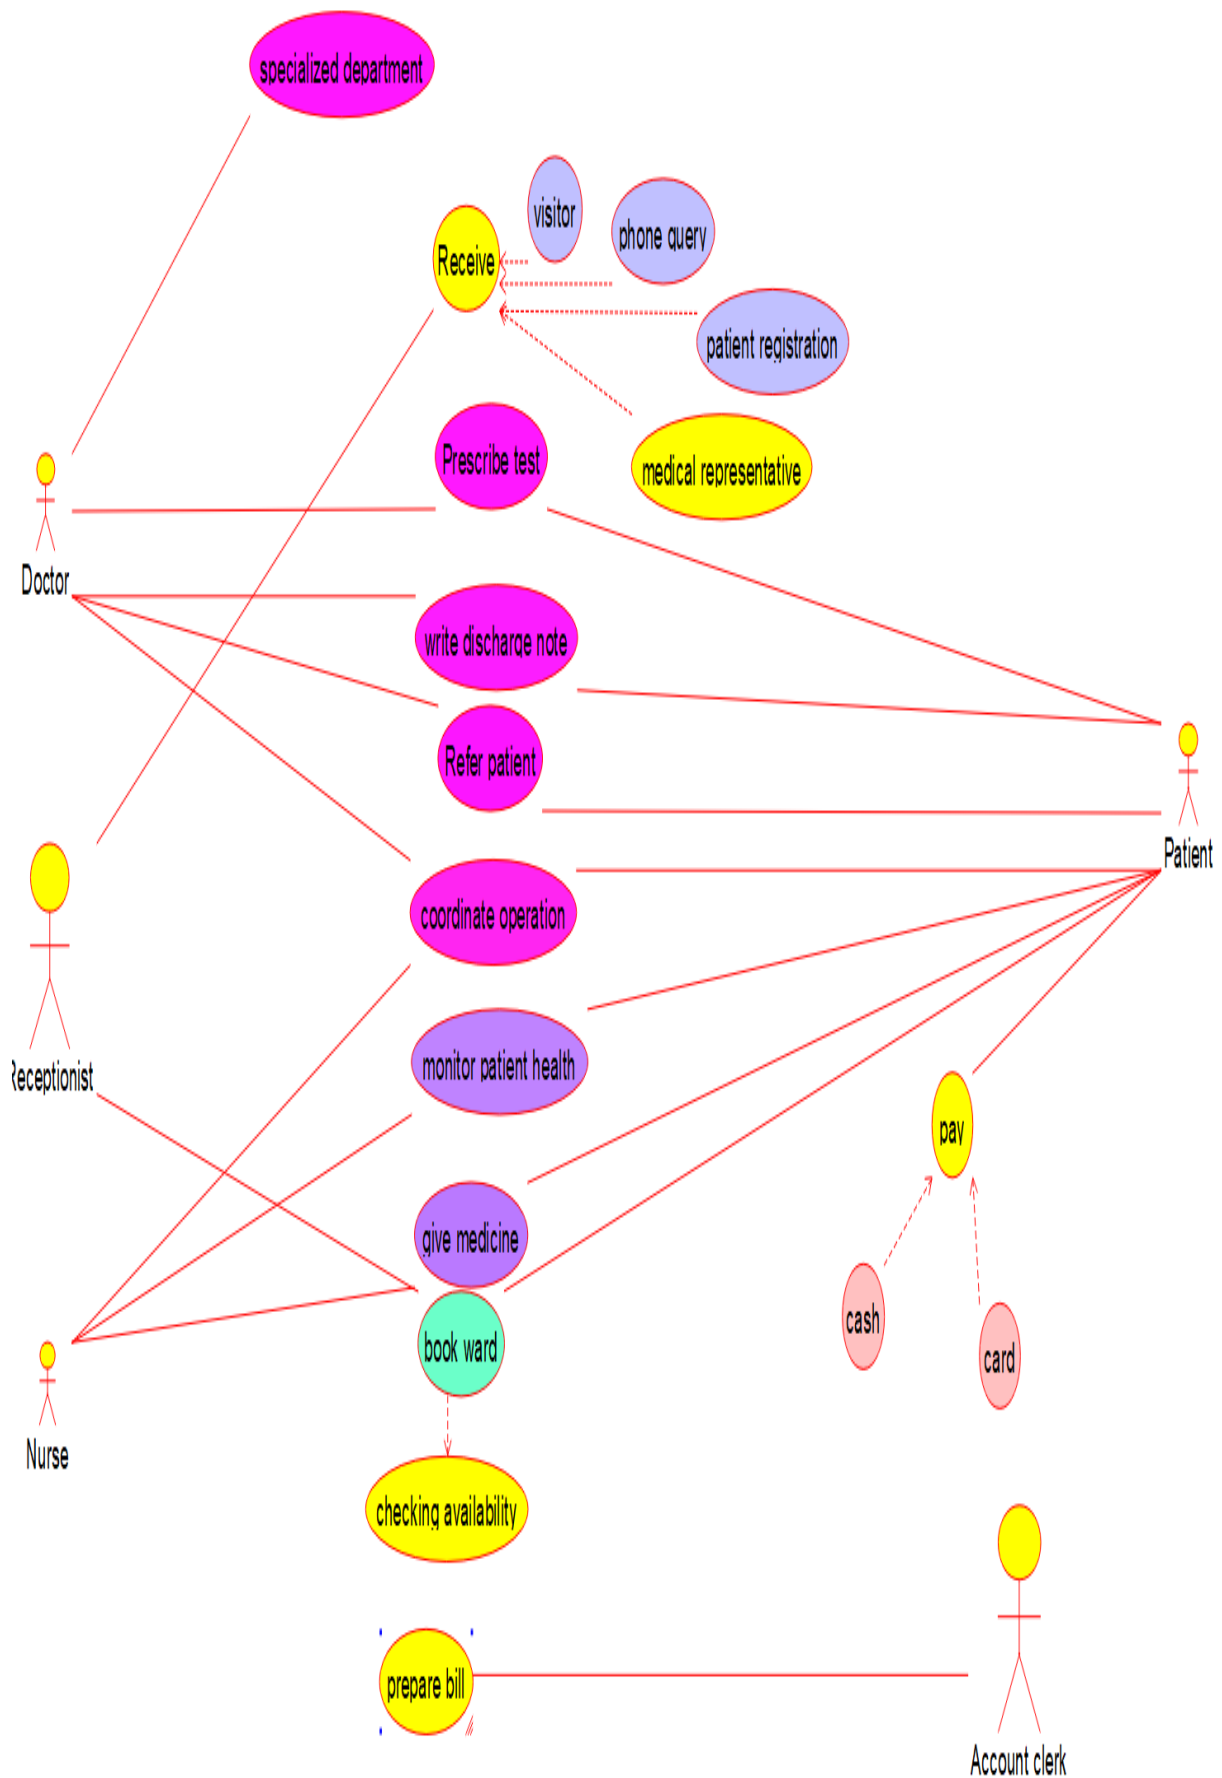 specialized department
visitor
phone query
Receive
patient registration
Prescribe test
medical representative
Doctor
write discharge note
Refer patient
Patient
coordinate operation
monitor patient health
Receptionist
pay
give medicine
cash
book ward
card
Nurse
checking availability
prepare bill
Account clerk